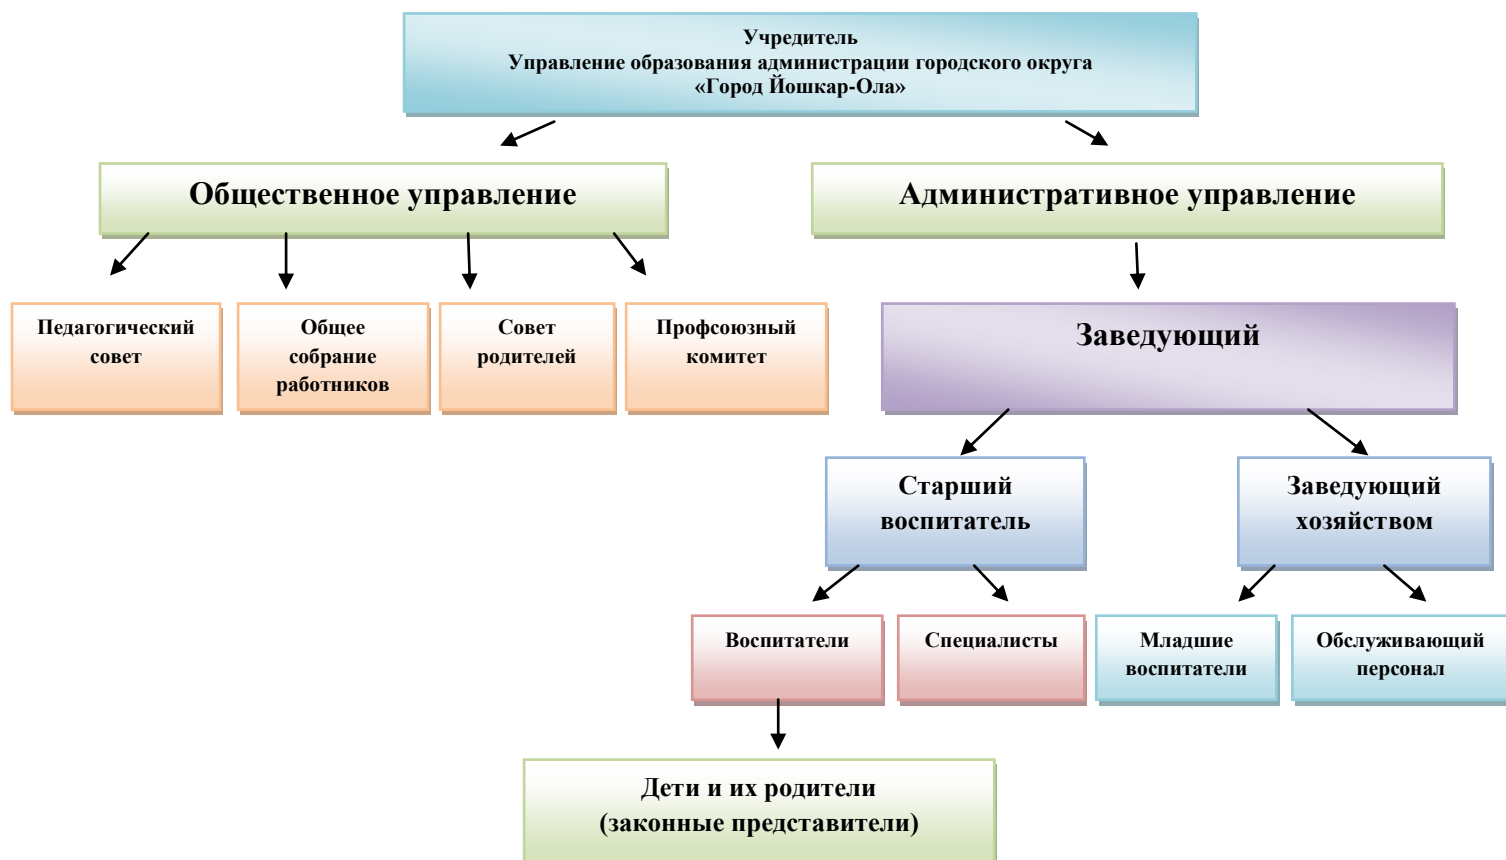 Учредитель
Управление образования администрации городского округа
«Город Йошкар-Ола»
Общественное управление
Административное управление
Педагогический
совет
Общее
собрание
работников
Совет
родителей
Профсоюзный
комитет
Заведующий
Старший
воспитатель
Заведующий
хозяйством
Воспитатели
Специалисты
Младшие
воспитатели
Обслуживающий
персонал
Дети и их родители
(законные представители)